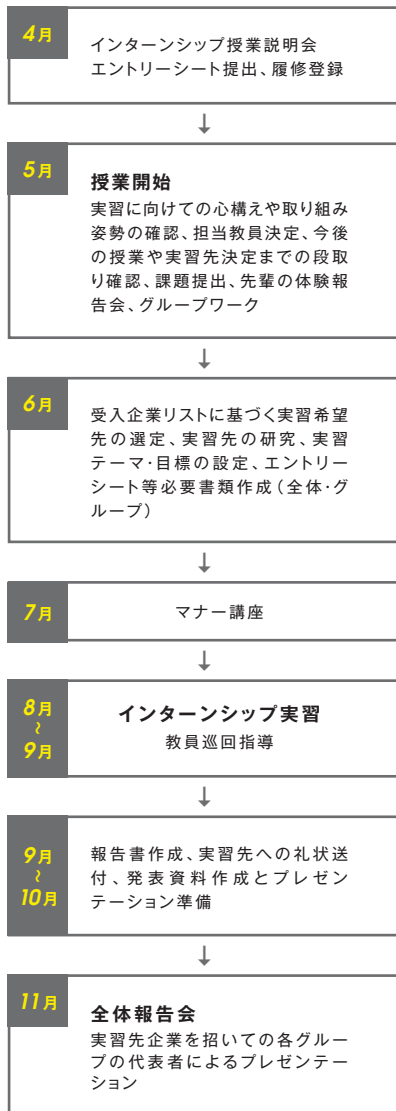 4月
インターンシップ授業説明会
エントリーシート提出、履修登録
↓
5月
授業開始
実習に向けての心構えや取り組み
姿勢の確認、担当教員決定、今後
の授業や実習先決定までの段取
り確認、課題提出、先輩の体験報
告会、グループワーク
↓
6月
受入企業リストに基づく実習希望
先の選定、実習先の研究、実習
テーマ・目標の設定、エントリー
シート等必要書類作成（全体・グ
ループ）
↓
7月
マナー講座
↓
8月
〜
9月
インターンシップ実習
教員巡回指導
↓
9月
〜
10月
報告書作成、実習先への礼状送
付、発表資料作成とプレゼン
テーション準備
↓
11月
全体報告会
実習先企業を招いての各グルー
プの代表者によるプレゼンテー
ション